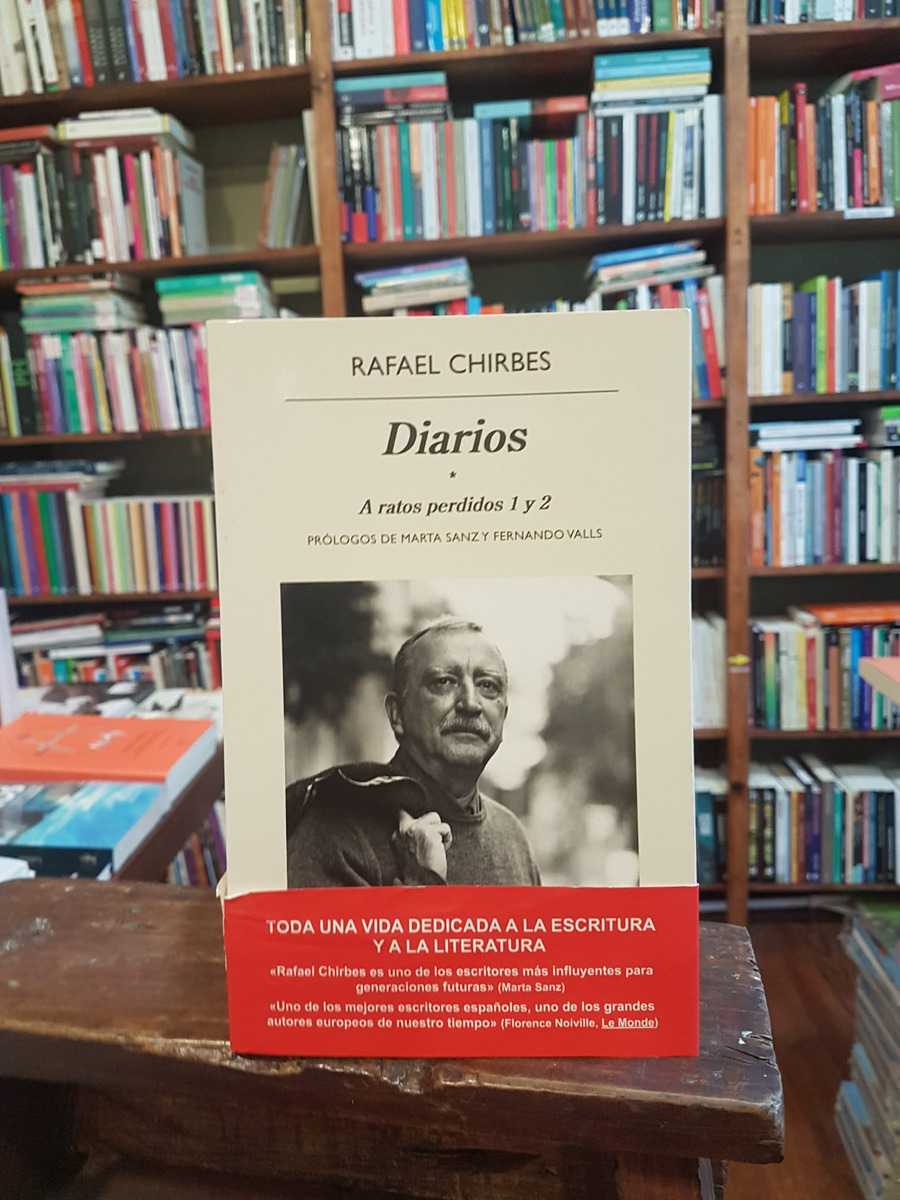 RAFAEL CHIRBES
Diarios
*
A ratos perdidos 1 y 2
PRÓLOGOS DE MARTA SANZ Y FERNANDO VALLS
TODA UNA VIDA DEDICADA A LA ESCRITURA
Y A LA LITERATURA
«Rafael Chirbes es uno de los escritores más influyentes para
generaciones futuras» (Marta Sanz)
«Uno de los mejores escritores españoles, uno de los grandes
autores europeos de nuestro tiempo» (Florence Noiville, Le Monde)